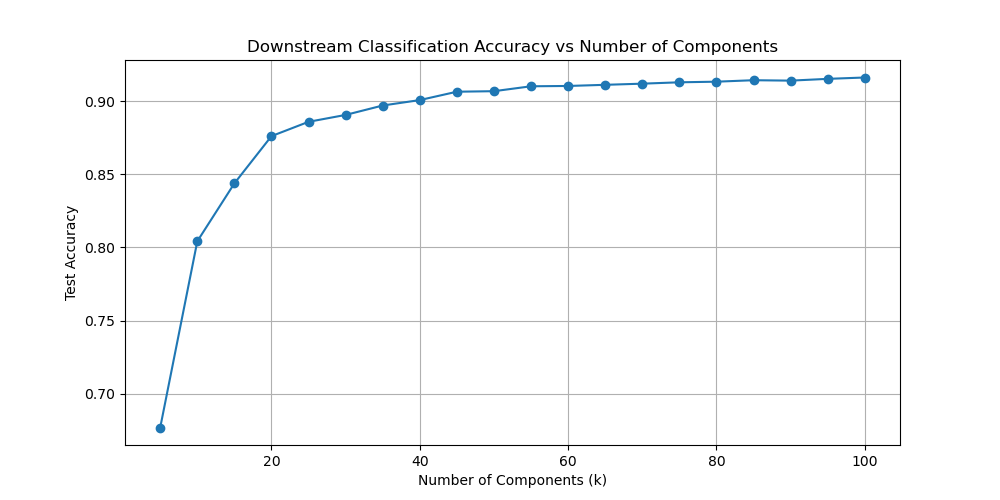 Downstream Classification Accuracy vs Number of Components
Test Accuracy
0.90
0.85
0.80
0.75
0.70
20 40 60 80 100
Number of Components (k)